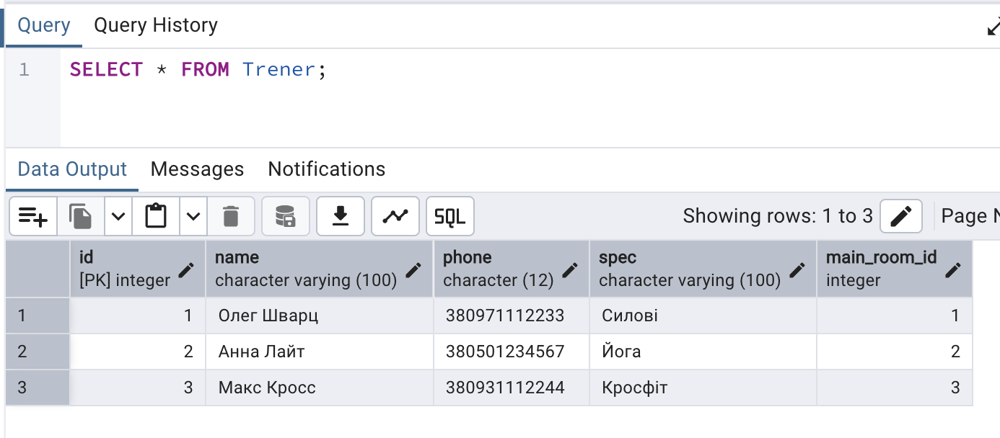 Query Query History
1 SELECT * FROM Trener;
Data Output Messages Notifications
SQL Showing rows: 1 to 3 Page
id name phone spec main_room_id
[PK] integer character varying (100) character (12) character varying (100) integer
1 1 Олег Шварц 380971112233 Силові 1
2 2 Анна Лайт 380501234567 Йога 2
3 3 Макс Кросс 380931112244 Кросфіт 3